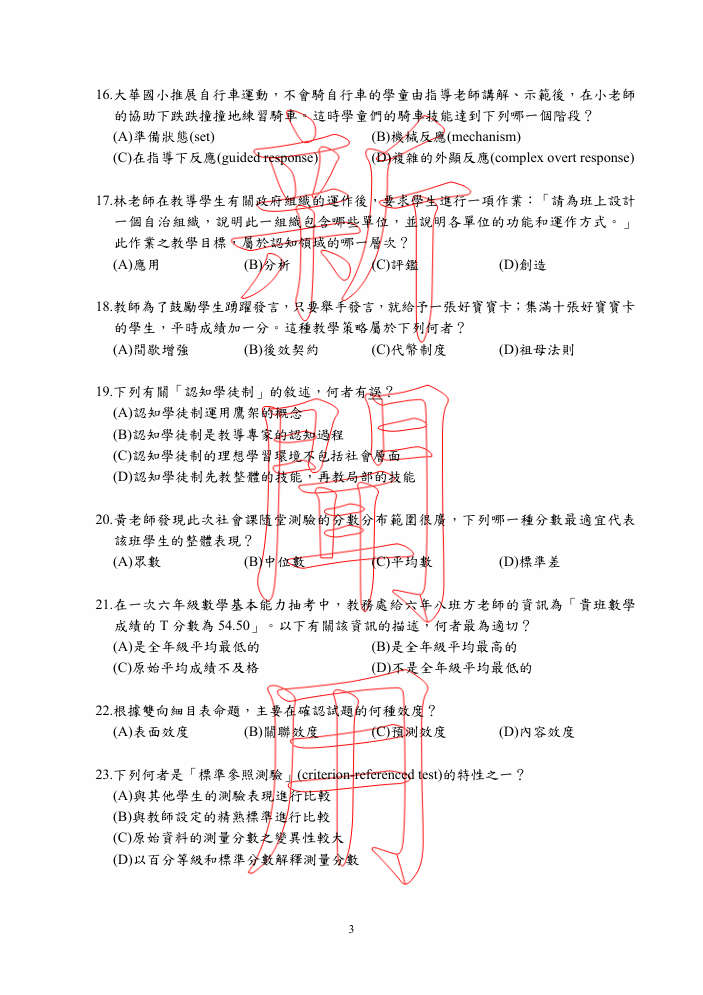 16.大華國小推展自行車運動，不會騎自行車的學童由指導老師講解、示範後，在小老師
的協助下跌跌撞撞地練習騎車。這時學童們的騎車技能達到下列哪一個階段？
(A)準備狀態(set) (B)機械反應(mechanism)
(C)在指導下反應(guided response) (D)複雜的外顯反應(complex overt response)
17.林老師在教導學生有關政府組織的運作後，要求學生進行一項作業：「請為班上設計
一個自治組織，說明此一組織包含哪些單位，並說明各單位的功能和運作方式。」
此作業之教學目標，屬於認知領域的哪一層次？
(A)應用 (B)分析 (C)評鑑 (D)創造
18.教師為了鼓勵學生踴躍發言，只要舉手發言，就給予一張好寶寶卡；集滿十張好寶寶卡
的學生，平時成績加一分。這種教學策略屬於下列何者？
(A)間歇增強 (B)後效契約 (C)代幣制度 (D)祖母法則
19.下列有關「認知學徒制」的敘述，何者有誤？
(A)認知學徒制運用鷹架的概念
(B)認知學徒制是教導專家的認知過程
(C)認知學徒制的理想學習環境不包括社會層面
(D)認知學徒制先教整體的技能，再教局部的技能
20.黃老師發現此次社會課隨堂測驗的分數分布範圍很廣，下列哪一種分數最適宜代表
該班學生的整體表現？
(A)眾數 (B)中位數 (C)平均數 (D)標準差
21.在一次六年級數學基本能力抽考中，教務處給六年八班方老師的資訊為「貴班數學
成績的 T 分數為 54.50」。以下有關該資訊的描述，何者最為適切？
(A)是全年級平均最低的 (B)是全年級平均最高的
(C)原始平均成績不及格 (D)不是全年級平均最低的
22.根據雙向細目表命題，主要在確認試題的何種效度？
(A)表面效度 (B)關聯效度 (C)預測效度 (D)內容效度
23.下列何者是「標準參照測驗」(criterion-referenced test)的特性之一？
(A)與其他學生的測驗表現進行比較
(B)與教師設定的精熟標準進行比較
(C)原始資料的測量分數之變異性較大
(D)以百分等級和標準分數解釋測量分數
3
新聞用